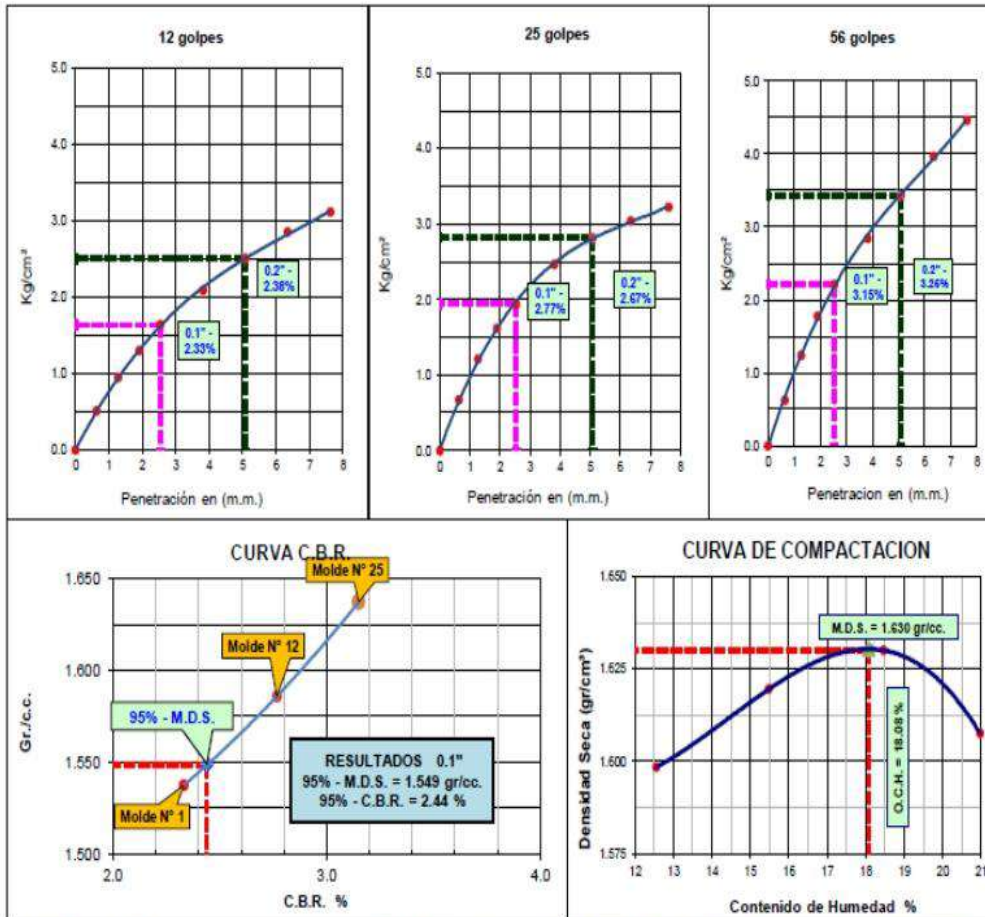 12 golpes
5.0
4.0
3.0
2.0
1.0
0.0
Kg/cm²
0.2" -
2.38%
0.1" -
2.33%
0 1 2 3 4 5 6 7 8
Penetración en (m.m.)
25 golpes
5.0
4.0
3.0
2.0
1.0
0.0
Kg/cm²
0.1" -
2.77%
0.2" -
2.67%
0 1 2 3 4 5 6 7 8
Penetración en (m.m.)
56 golpes
5.0
4.0
3.0
2.0
1.0
0.0
Kg/cm²
0.1" -
3.15%
0.2" -
3.26%
0 1 2 3 4 5 6 7 8
Penetracion en (m.m.)
CURVA C.B.R.
1.650
1.600
1.550
1.500
Gr./c.c.
Molde N° 25
Molde N° 12
95% - M.D.S.
Molde N° 1
RESULTADOS 0.1"
95% - M.D.S. = 1.549 gr/cc.
95% - C.B.R. = 2.44 %
2.0 3.0 4.0
C.B.R. %
CURVA DE COMPACTACION
1.650
1.625
1.600
1.575
Densidad Seca (gr/cm³)
M.D.S. = 1.630 gr/cc.
O.C.H. = 18.08 %
12 13 14 15 16 17 18 19 20 21
Contenido de Humedad %